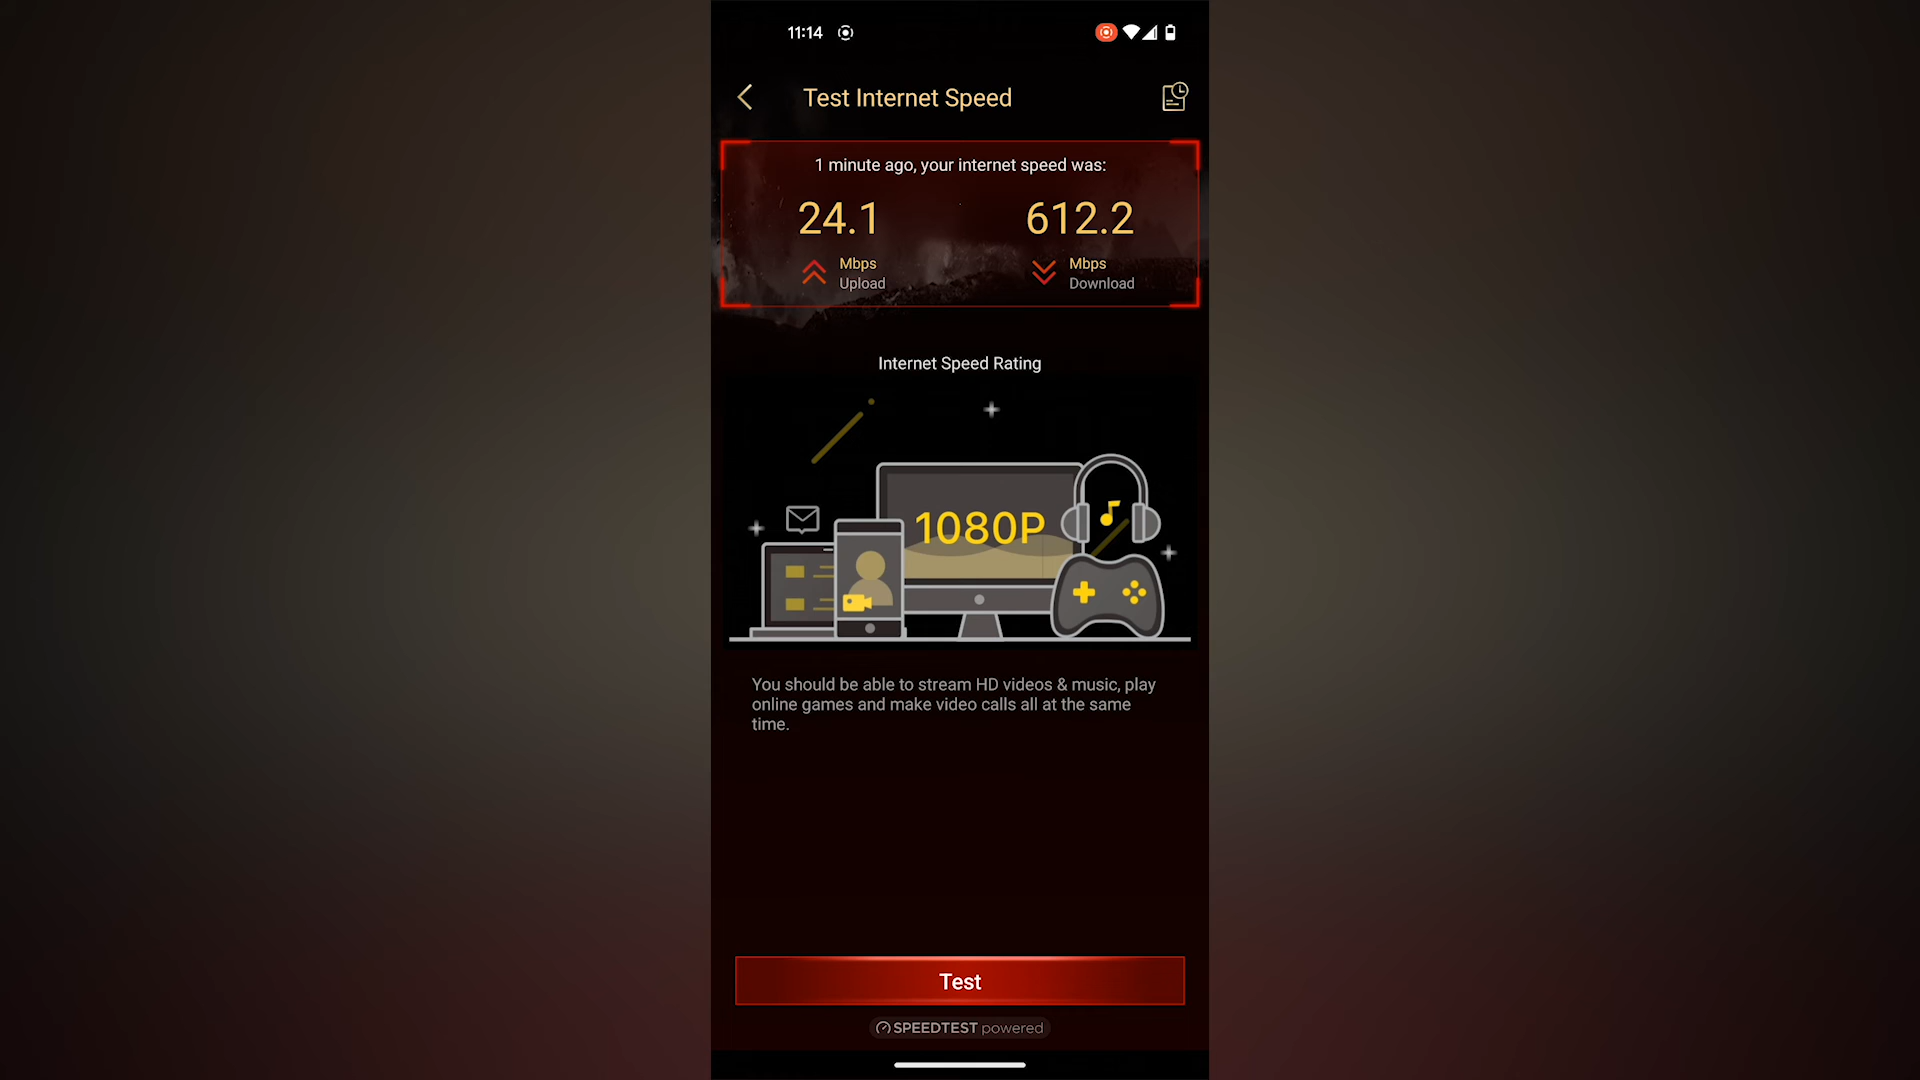 11:14
Test Internet Speed
1 minute ago, your internet speed was:
24.1
612.2
Mbps
Upload
Mbps
Download
Internet Speed Rating
1080P
You should be able to stream HD videos & music, play
online games and make video calls all at the same
time.
Test
SPEEDTEST powered